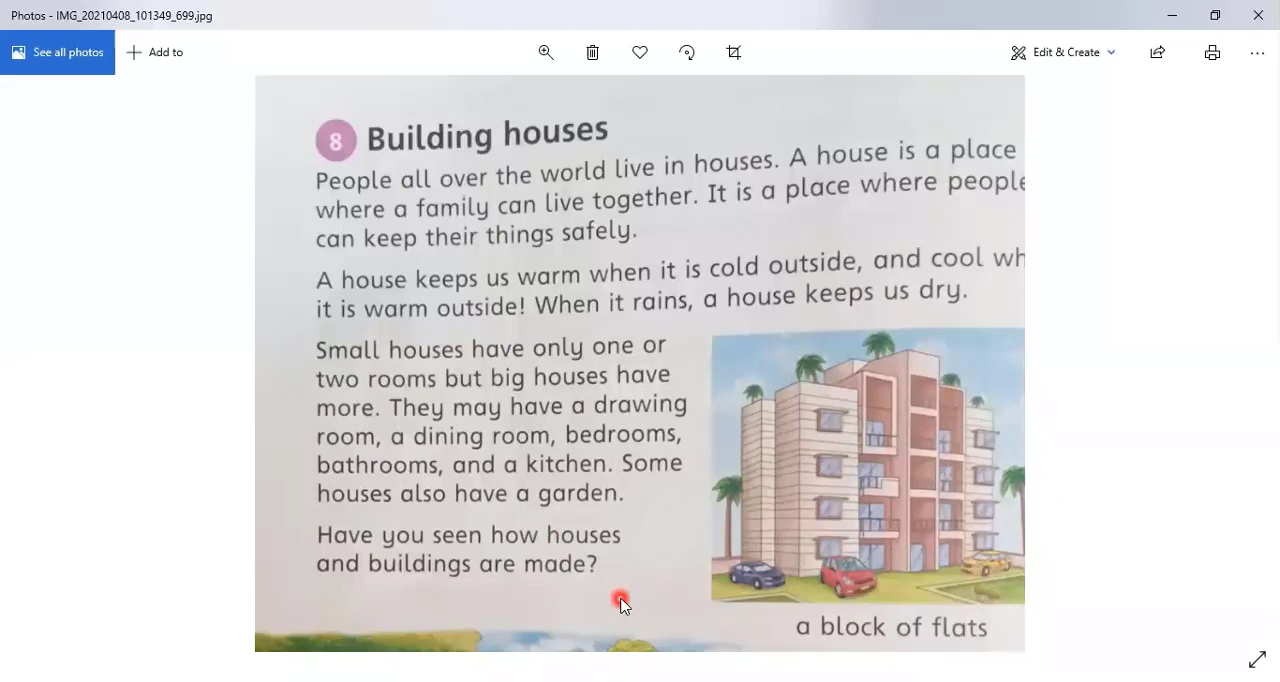 Photos - IMG_20210408_101349_699.jpg
See all photos
Add to
Edit & Create
8 Building houses
People all over the world live in houses. A house is a place
where a family can live together. It is a place where people
can keep their things safely.
A house keeps us warm when it is cold outside, and cool wh
it is warm outside! When it rains, a house keeps us dry.
Small houses have only one or
two rooms but big houses have
more. They may have a drawing
room, a dining room, bedrooms,
bathrooms, and a kitchen. Some
houses also have a garden.
Have you seen how houses
and buildings are made?
a block of flats